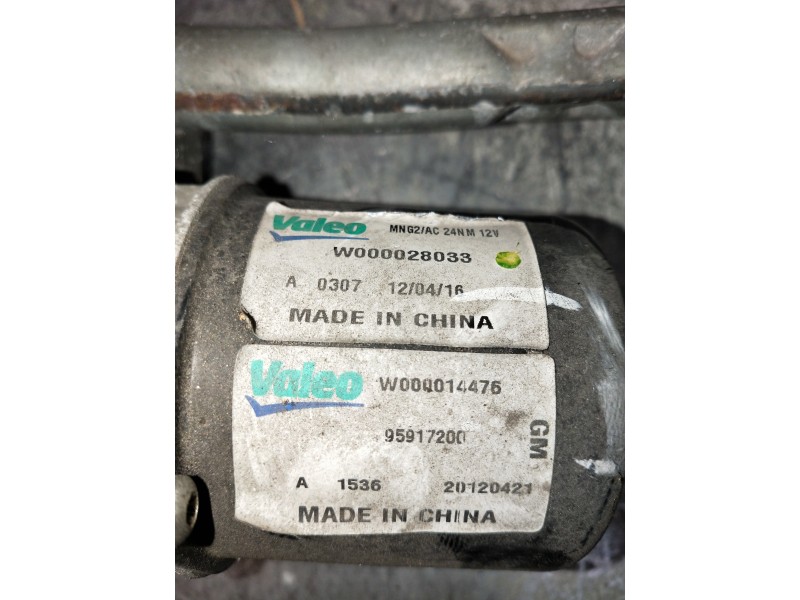 Valeo MNG2/AC 24NM 12V
W000028033
A 0307 12/04/16
MADE IN CHINA
Valeo W000014476
95917200
GM
A 1536 20120421
MADE IN CHINA